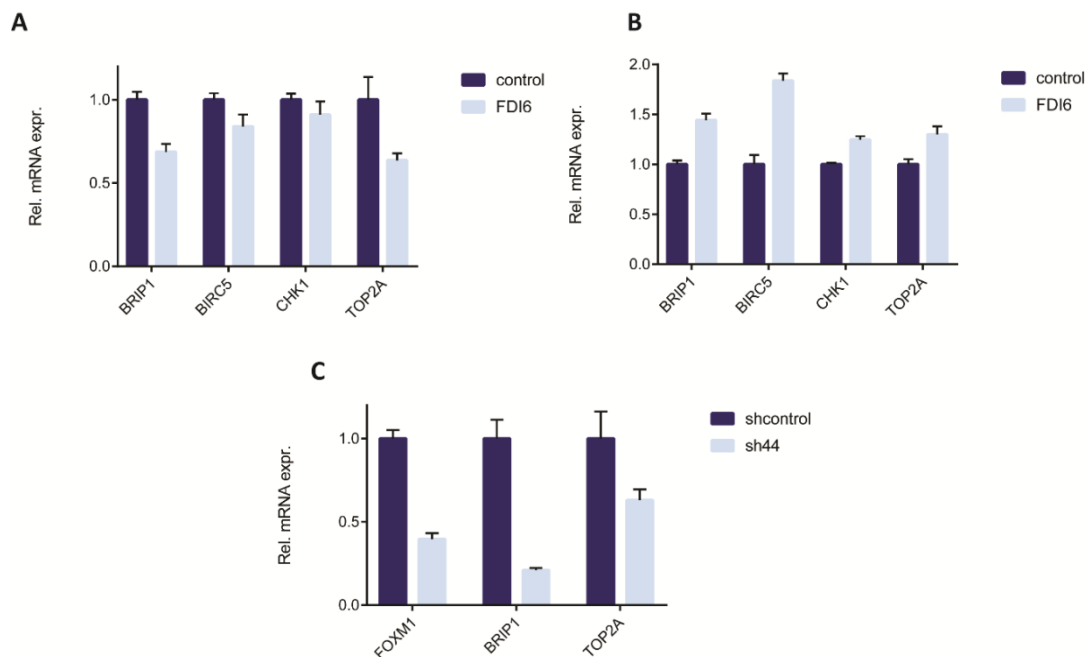 A
Rel. mRNA expr.
1.0
0.5
0.0
BRIP1
BIRC5
CHK1
TOP2A
control
FDI6
B
Rel. mRNA expr.
2.0
1.5
1.0
0.5
0.0
BRIP1
BIRC5
CHK1
TOP2A
control
FDI6
C
Rel. mRNA expr.
1.0
0.5
0.0
FOXM1
BRIP1
TOP2A
shcontrol
sh44